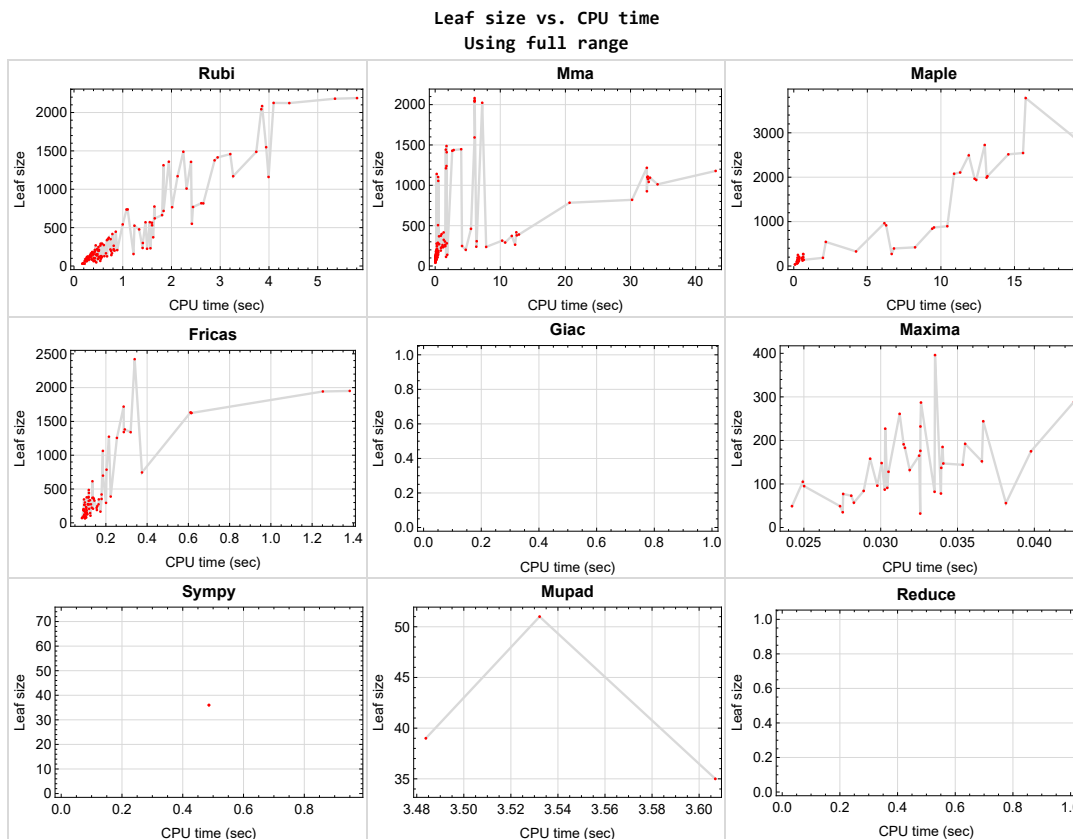 Leaf size vs. CPU time
Using full range
Rubi
Leaf size
2000
1500
1000
500
0
0 1 2 3 4 5
CPU time (sec)
Mma
Leaf size
2000
1500
1000
500
0
0 10 20 30 40
CPU time (sec)
Maple
Leaf size
3000
2000
1000
0
0 5 10 15
CPU time (sec)
Fricas
Leaf size
2500
2000
1500
1000
500
0
0.2 0.4 0.6 0.8 1.0 1.2 1.4
CPU time (sec)
Giac
Leaf size
1.0
0.8
0.6
0.4
0.2
0.0
0.0 0.2 0.4 0.6 0.8 1.0
CPU time (sec)
Maxima
Leaf size
400
300
200
100
0
0.025 0.030 0.035 0.040
CPU time (sec)
Sympy
Leaf size
70
60
50
40
30
20
10
0
0.0 0.2 0.4 0.6 0.8
CPU time (sec)
Mupad
Leaf size
50
45
40
35
3.48 3.50 3.52 3.54 3.56 3.58 3.60
CPU time (sec)
Reduce
Leaf size
1.0
0.8
0.6
0.4
0.2
0.0
0.0 0.2 0.4 0.6 0.8
CPU time (sec)